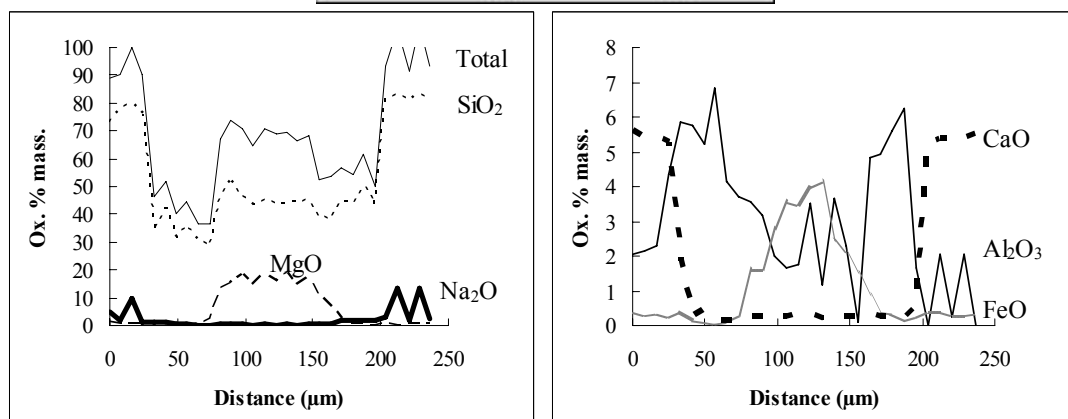 100
90
80
70
60
50
40
30
20
10
0
Ox. % mass.
Total
SiO₂
MgO
Na₂O
0 50 100 150 200 250
Distance (µm)
8
7
6
5
4
3
2
1
0
Ox. % mass.
CaO
Al₂O₃
FeO
0 50 100 150 200 250
Distance (µm)